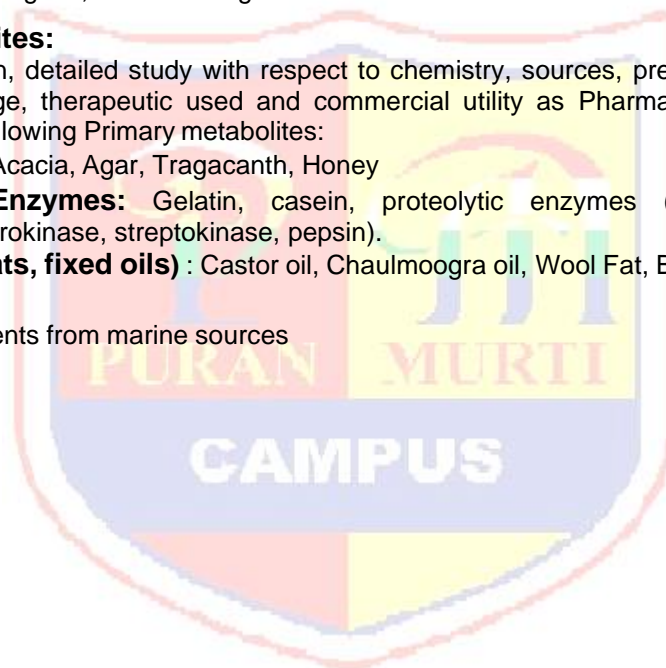 ites:
n, detailed study with respect to chemistry, sources, pre
ge, therapeutic used and commercial utility as Pharma
llowing Primary metabolites:
Acacia, Agar, Tragacanth, Honey
Enzymes: Gelatin, casein, proteolytic enzymes (
rokinase, streptokinase, pepsin).
ats, fixed oils) : Castor oil, Chaulmoogra oil, Wool Fat, B
ents from marine sources
PURAN MURTI
CAMPUS